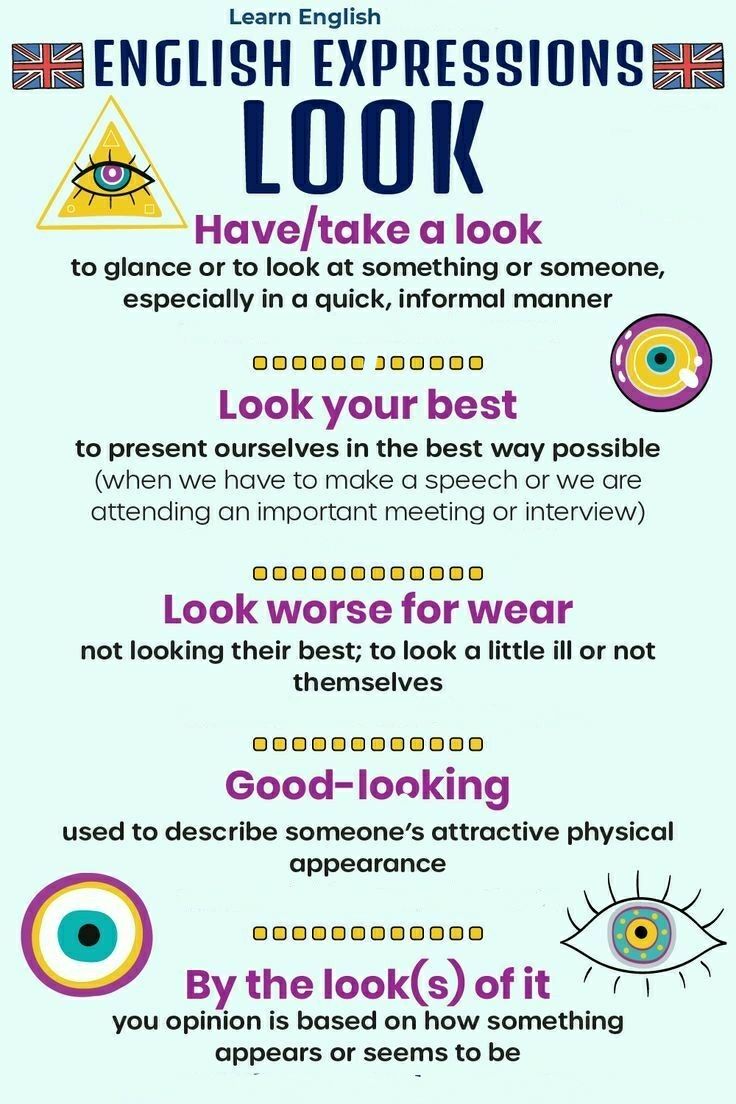 Learn English
ENGLISH EXPRESSIONS
LOOK
Have/take a look
to glance or to look at something or someone,
especially in a quick, informal manner
Look your best
to present ourselves in the best way possible
(when we have to make a speech or we are
attending an important meeting or interview)
Look worse for wear
not looking their best; to look a little ill or not
themselves
Good-looking
used to describe someone's attractive physical
appearance
By the look(s) of it
you opinion is based on how something
appears or seems to be